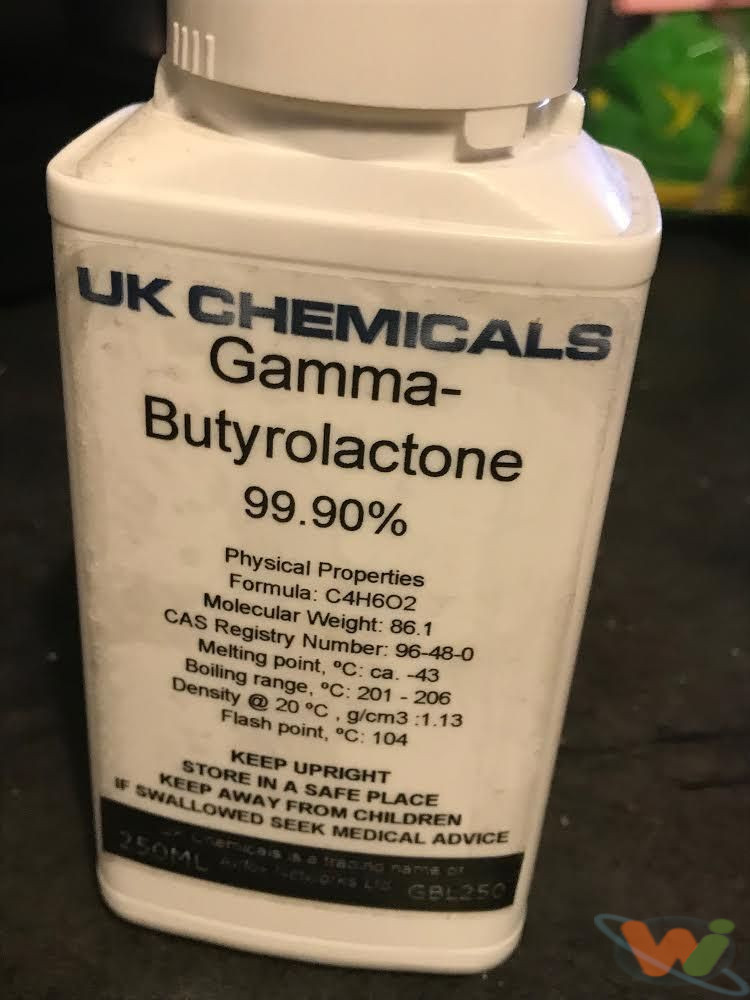 UK CHEMICALS
Gamma-
Butyrolactone
99.90%
Physical Properties
Formula: C4H6O2
Molecular Weight: 86.1
CAS Registry Number: 96-48-0
Melting point, ºC: ca. -43
Boiling range, ºC: 201 - 206
Density @ 20 ºC , g/cm3 :1.13
Flash point, ºC: 104
KEEP UPRIGHT
STORE IN A SAFE PLACE
KEEP AWAY FROM CHILDREN
IF SWALLOWED SEEK MEDICAL ADVICE
Chemicals is a trading name of
250ML Networks Ltd GBL250
Wi